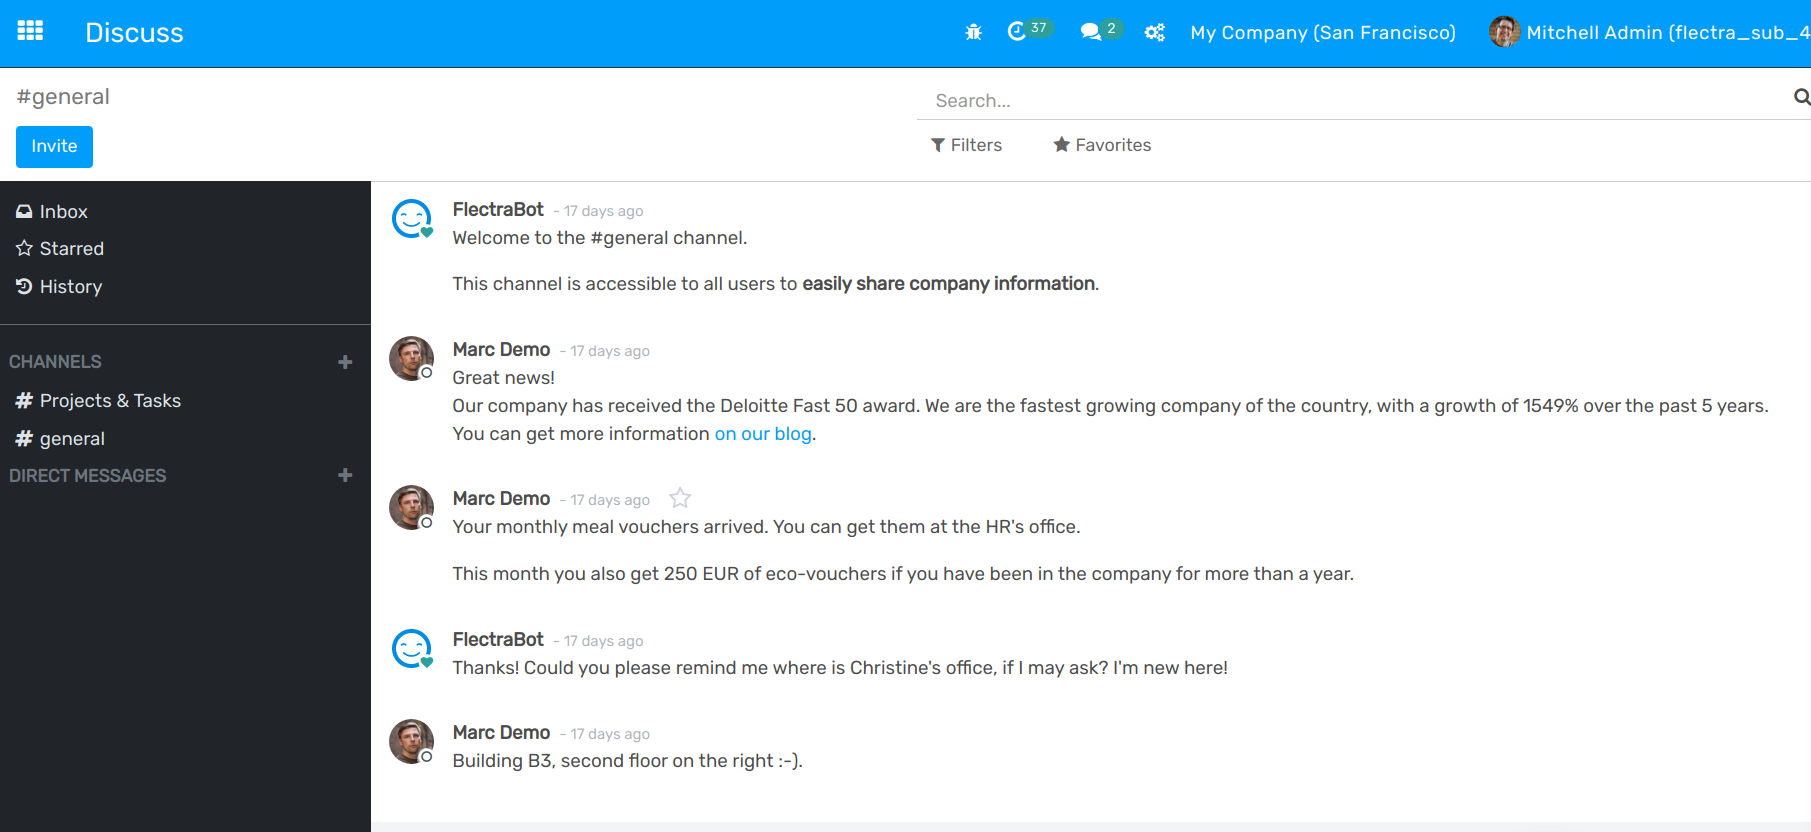 Discuss
37
2
My Company (San Francisco)
Mitchell Admin (flectra_sub_4
#general
Search...
Invite
Filters
Favorites
Inbox
Starred
History
CHANNELS
Projects & Tasks
general
DIRECT MESSAGES
FlectraBot - 17 days ago
Welcome to the #general channel.
This channel is accessible to all users to easily share company information.
Marc Demo - 17 days ago
Great news!
Our company has received the Deloitte Fast 50 award. We are the fastest growing company of the country, with a growth of 1549% over the past 5 years.
You can get more information on our blog.
Marc Demo - 17 days ago
Your monthly meal vouchers arrived. You can get them at the HR's office.
This month you also get 250 EUR of eco-vouchers if you have been in the company for more than a year.
FlectraBot - 17 days ago
Thanks! Could you please remind me where is Christine's office, if I may ask? I'm new here!
Marc Demo - 17 days ago
Building B3, second floor on the right :-).